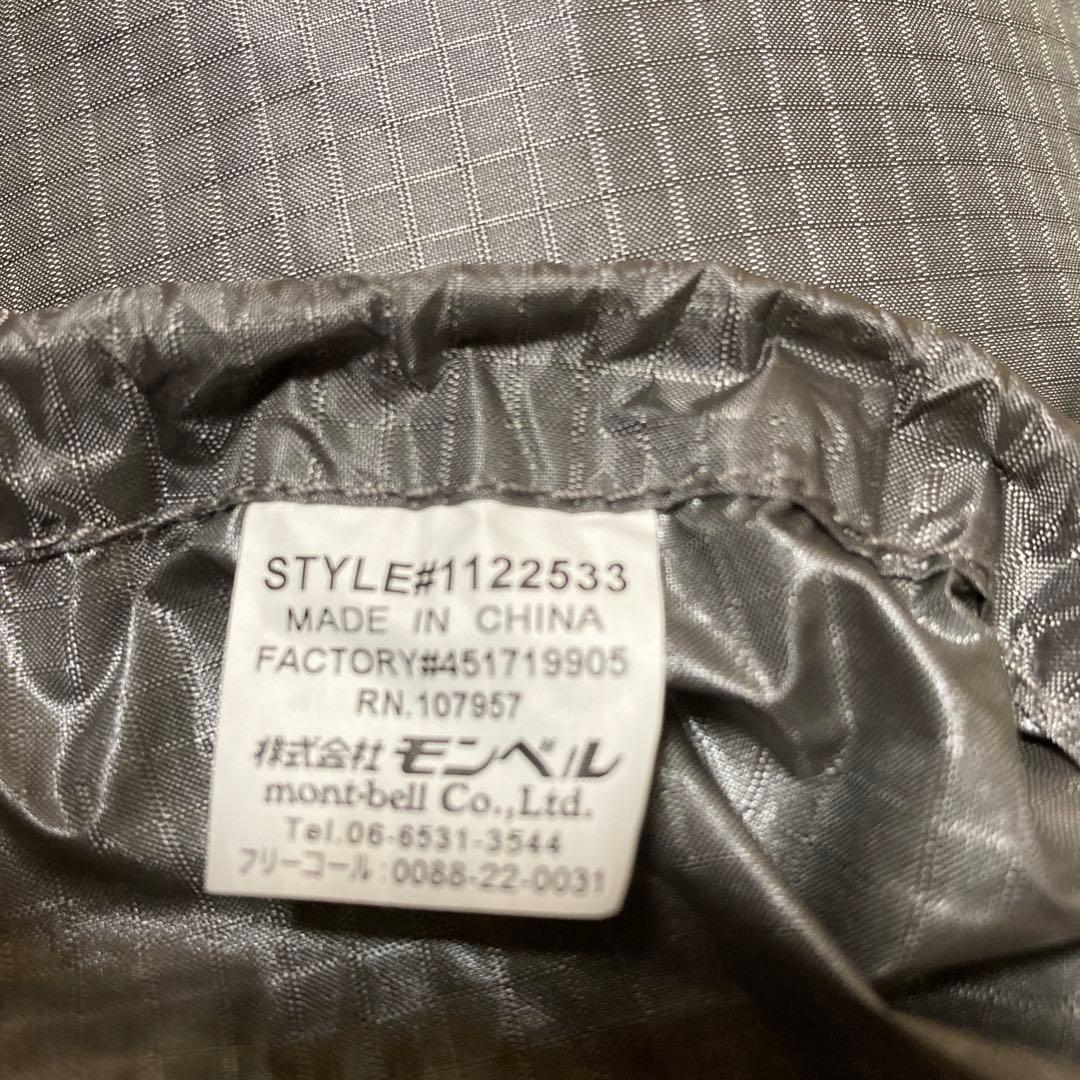 STYLE#1122533
MADE IN CHINA
FACTORY#451719905
RN.107957
株式会社 モンベル
mont-bell Co.,Ltd.
Tel.06-6531-3544
フリーコール:0088-22-0031